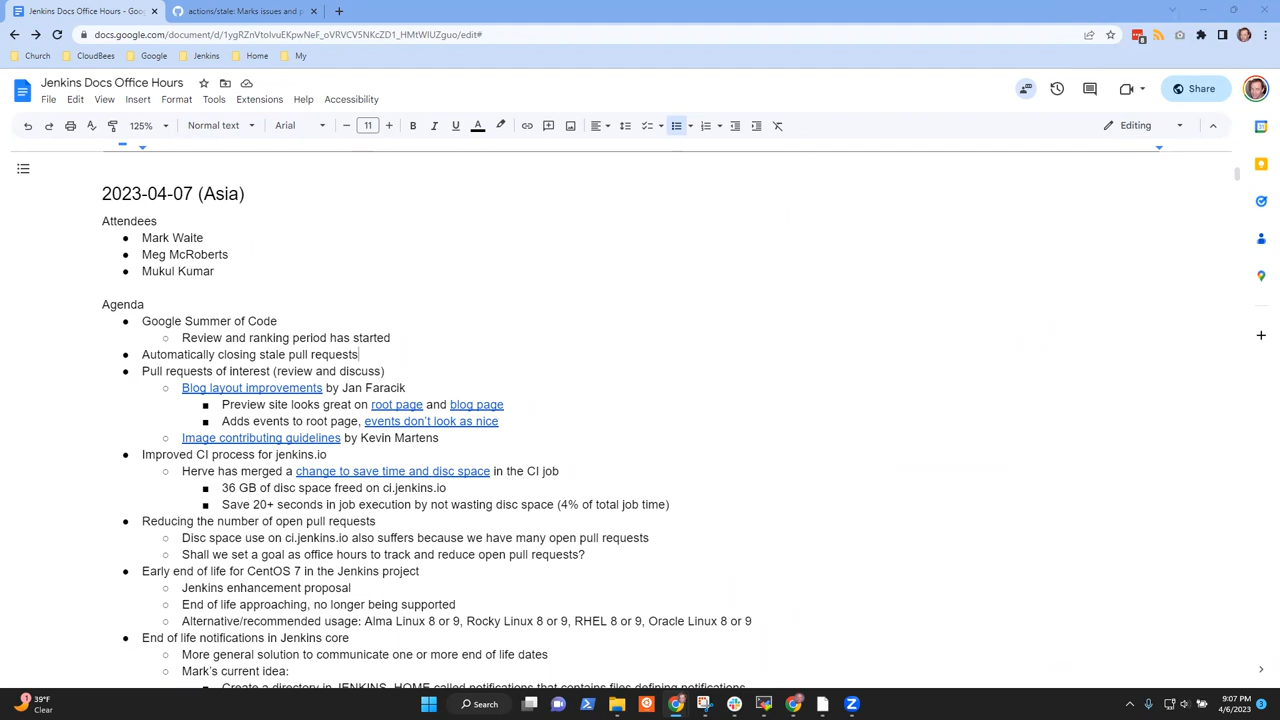 Jenkins Docs Office Hours - Goo
actions/stale: Marks issues and p
docs.google.com/document/d/1ygRZnVtoIvuEKpwNeF_oVRVCV5NKcZD1_HMtWIUZguo/edit#
Church
CloudBees
Google
Jenkins
Home
My
Jenkins Docs Office Hours
File Edit View Insert Format Tools Extensions Help Accessibility
Share
125%
Normal text
Arial
11
B I U A
Editing
2023-04-07 (Asia)
Attendees
● Mark Waite
● Meg McRoberts
● Mukul Kumar
Agenda
● Google Summer of Code
○ Review and ranking period has started
● Automatically closing stale pull requests
● Pull requests of interest (review and discuss)
○ Blog layout improvements by Jan Faracik
■ Preview site looks great on root page and blog page
■ Adds events to root page, events don't look as nice
○ Image contributing guidelines by Kevin Martens
● Improved CI process for jenkins.io
○ Herve has merged a change to save time and disc space in the CI job
■ 36 GB of disc space freed on ci.jenkins.io
■ Save 20+ seconds in job execution by not wasting disc space (4% of total job time)
● Reducing the number of open pull requests
○ Disc space use on ci.jenkins.io also suffers because we have many open pull requests
○ Shall we set a goal as office hours to track and reduce open pull requests?
● Early end of life for CentOS 7 in the Jenkins project
○ Jenkins enhancement proposal
○ End of life approaching, no longer being supported
○ Alternative/recommended usage: Alma Linux 8 or 9, Rocky Linux 8 or 9, RHEL 8 or 9, Oracle Linux 8 or 9
● End of life notifications in Jenkins core
○ More general solution to communicate one or more end of life dates
○ Mark's current idea:
■ Create a directory in JENKINS_HOME called notifications that contains files defining notifications
39°F
Clear
Search
9:07 PM
4/6/2023